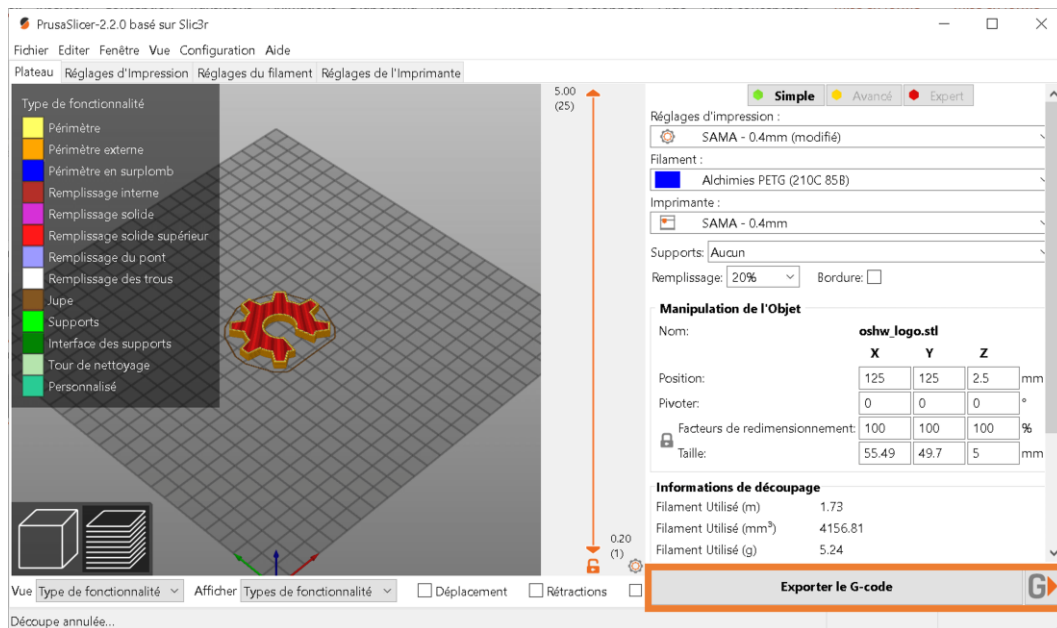 PrusaSlicer-2.2.0 basé sur Slic3r
Fichier Editer Fenêtre Vue Configuration Aide
Plateau Réglages d'Impression Réglages du filament Réglages de l'Imprimante
Type de fonctionnalité
Périmètre
Périmètre externe
Périmètre en surplomb
Remplissage interne
Remplissage solide
Remplissage solide supérieur
Remplissage du pont
Remplissage des trous
Jupe
Supports
Interface des supports
Tour de nettoyage
Personnalisé
5.00
(25)
0.20
(1)
Simple Avancé Expert
Réglages d'impression :
SAMA - 0.4mm (modifié)
Filament :
Alchimies PETG (210C 85B)
Imprimante :
SAMA - 0.4mm
Supports: Aucun
Remplissage: 20% Bordure:
Manipulation de l'Objet
Nom: oshw_logo.stl
X Y Z
Position: 125 125 2.5 mm
Pivoter: 0 0 0 °
Facteurs de redimensionnement: 100 100 100 %
Taille: 55.49 49.7 5 mm
Informations de découpage
Filament Utilisé (m) 1.73
Filament Utilisé (mm³) 4156.81
Filament Utilisé (g) 5.24
Vue Type de fonctionnalité Afficher Types de fonctionnalité Déplacement Rétractions
Exporter le G-code G
Découpe annulée...